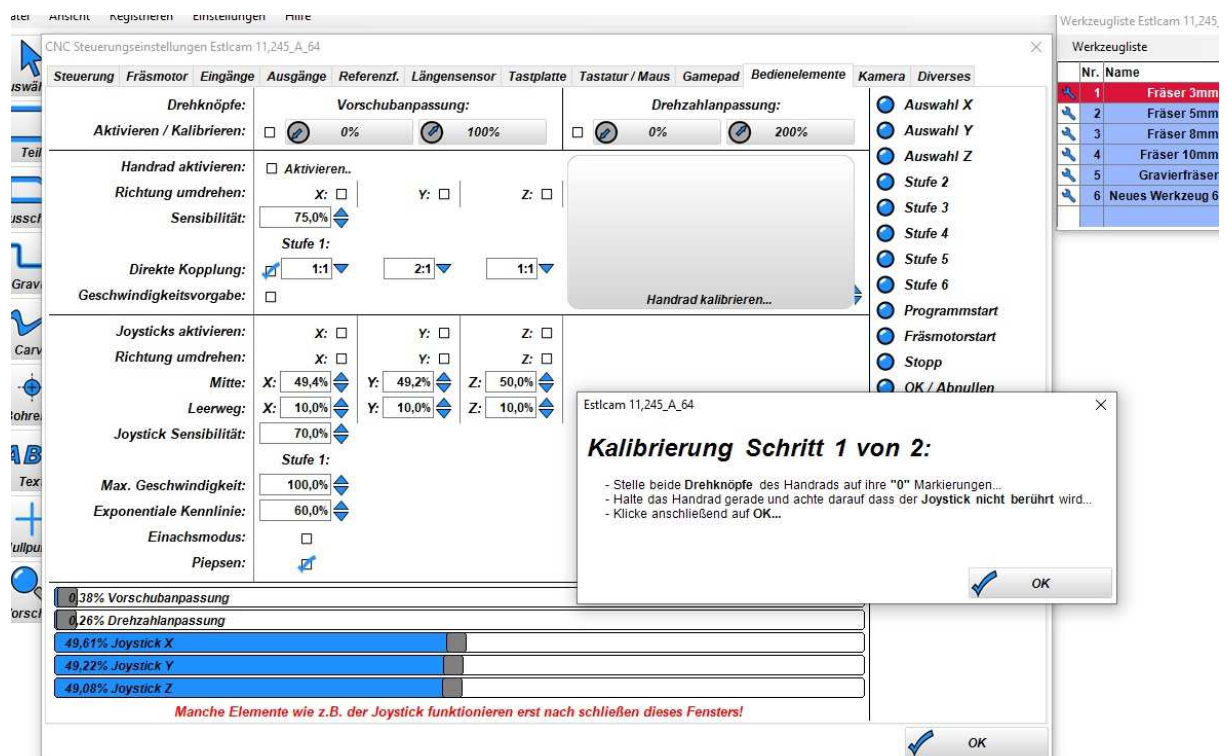 Ansicht Registrieren Einstellungen Hilfe
CNC Steuerungseinstellungen Estlcam 11,245_A_64
Steuerung Fräsmotor Eingänge Ausgänge Referenzf. Längensensor Tastplatte Tastatur / Maus Gamepad Bedienelemente Kamera Diverses
Drehknöpfe: Vorschubanpassung: Drehzahlanpassung:
Aktivieren / Kalibrieren: 0% 100% 0% 200%
Handrad aktivieren: Aktivieren..
Richtung umdrehen: X: Y: Z:
Sensibilität: 75,0%
Stufe 1:
Direkte Kopplung: 1:1 2:1 1:1
Geschwindigkeitsvorgabe:
Handrad kalibrieren...
Joysticks aktivieren: X: Y: Z:
Richtung umdrehen: X: Y: Z:
Mitte: X: 49,4% Y: 49,2% Z: 50,0%
Leerweg: X: 10,0% Y: 10,0% Z: 10,0%
Joystick Sensibilität: 70,0%
Stufe 1:
Max. Geschwindigkeit: 100,0%
Exponentiale Kennlinie: 60,0%
Einachsmodus:
Piepsen:
0,38% Vorschubanpassung
0,26% Drehzahlanpassung
49,61% Joystick X
49,22% Joystick Y
49,08% Joystick Z
Manche Elemente wie z.B. der Joystick funktionieren erst nach schließen dieses Fensters!
OK
Auswahl X
Auswahl Y
Auswahl Z
Stufe 2
Stufe 3
Stufe 4
Stufe 5
Stufe 6
Programmstart
Fräsmotorstart
Stopp
OK / Abnullen
Estlcam 11,245_A_64
Kalibrierung Schritt 1 von 2:
- Stelle beide Drehknöpfe des Handrads auf ihre "0" Markierungen...
- Halte das Handrad gerade und achte darauf dass der Joystick nicht berührt wird...
- Klicke anschließend auf OK...
OK
Werkzeugliste Estlcam 11,245_
Werkzeugliste
Nr. Name
1 Fräser 3mm
2 Fräser 5mm
3 Fräser 8mm
4 Fräser 10mm
5 Gravierfräser
6 Neues Werkzeug 6